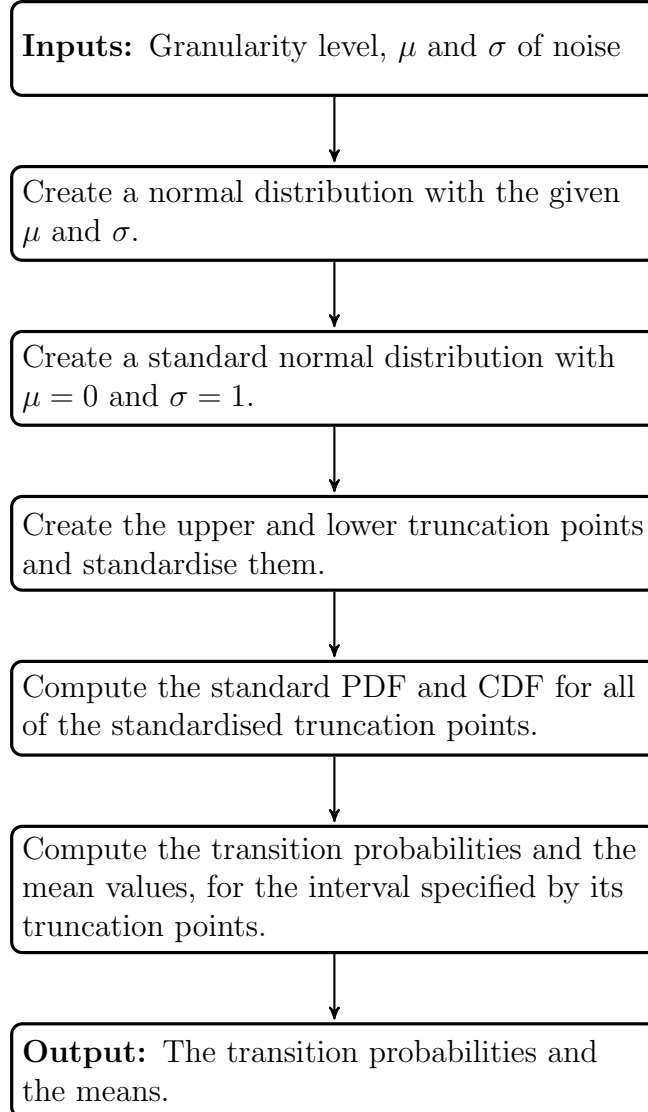 Inputs: Granularity level, μ and σ of noise
Create a normal distribution with the given
μ and σ.
Create a standard normal distribution with
μ = 0 and σ = 1.
Create the upper and lower truncation points
and standardise them.
Compute the standard PDF and CDF for all
of the standardised truncation points.
Compute the transition probabilities and the
mean values, for the interval specified by its
truncation points.
Output: The transition probabilities and
the means.